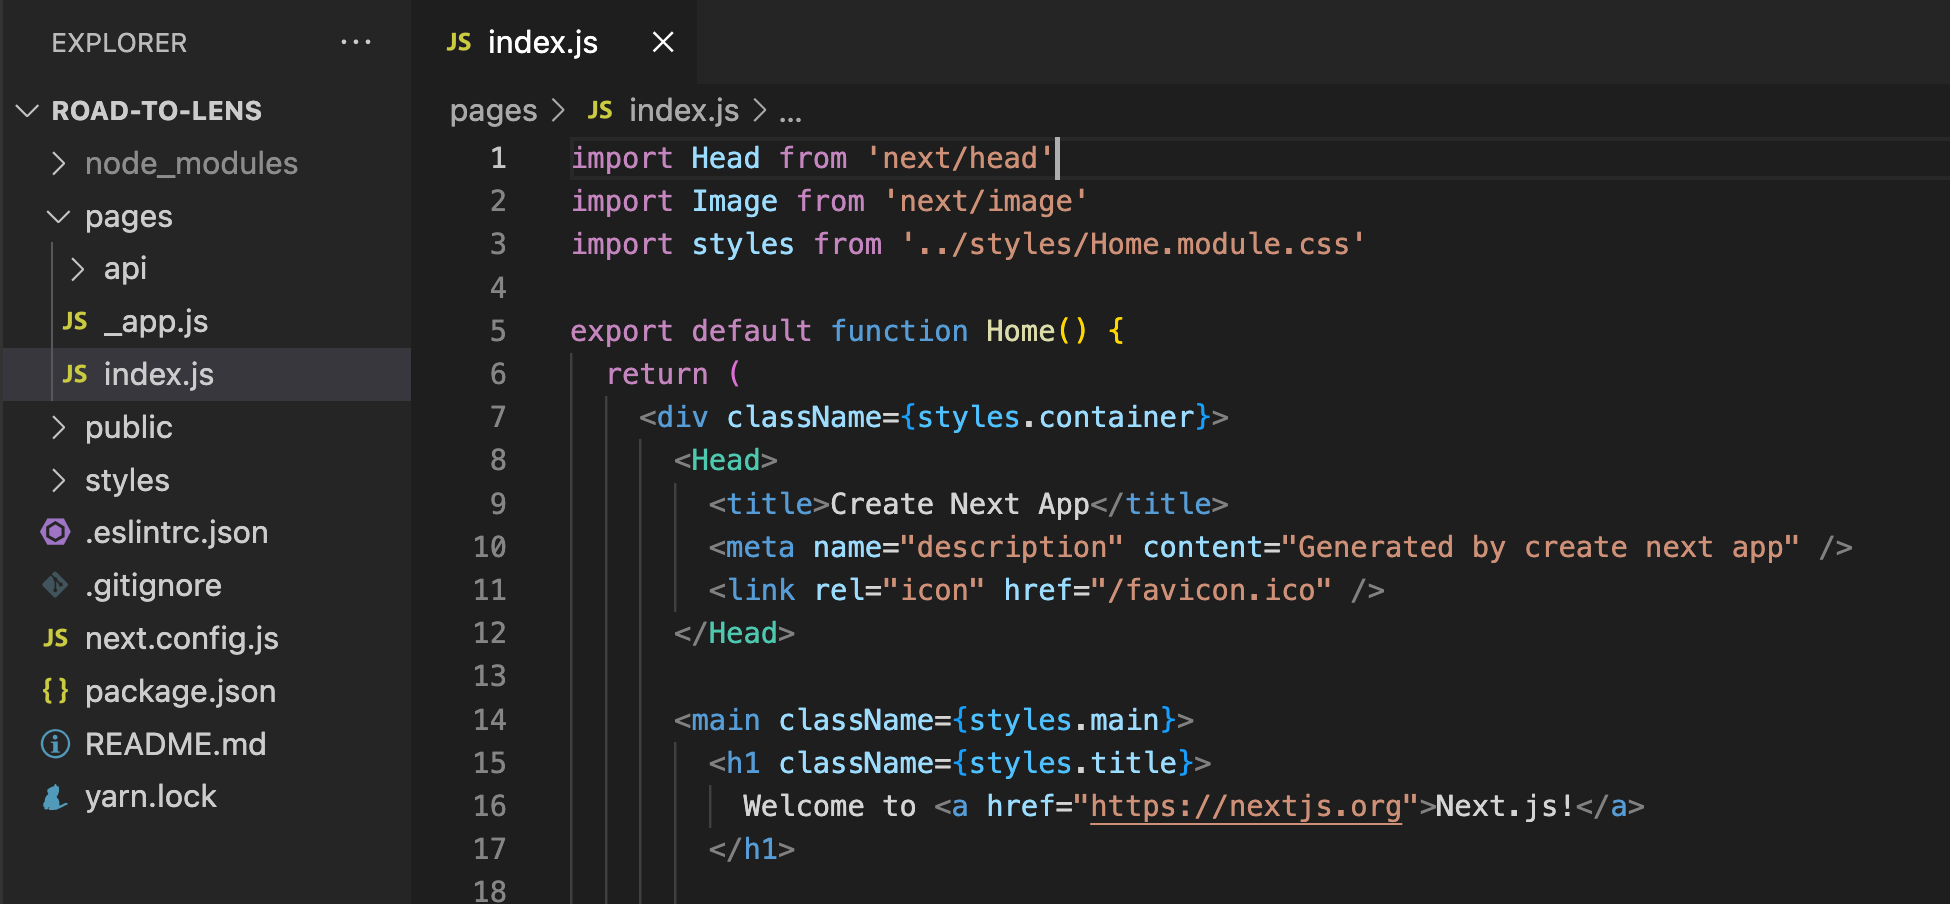 EXPLORER ...
ROAD-TO-LENS
node_modules
pages
api
JS _app.js
JS index.js
public
styles
.eslintrc.json
.gitignore
JS next.config.js
{} package.json
README.md
yarn.lock
JS index.js
pages > JS index.js > ...
1 import Head from 'next/head'
2 import Image from 'next/image'
3 import styles from '../styles/Home.module.css'
4
5 export default function Home() {
6 return (
7 <div className={styles.container}>
8 <Head>
9 <title>Create Next App</title>
10 <meta name="description" content="Generated by create next app" />
11 <link rel="icon" href="/favicon.ico" />
12 </Head>
13
14 <main className={styles.main}>
15 <h1 className={styles.title}>
16 Welcome to <a href="https://nextjs.org">Next.js!</a>
17 </h1>
18